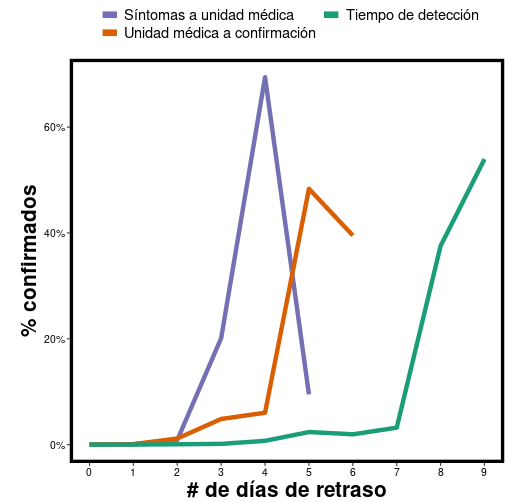 Síntomas a unidad médica
Tiempo de detección
Unidad médica a confirmación
60%
40%
20%
0%
% confirmados
0 1 2 3 4 5 6 7 8 9
# de días de retraso